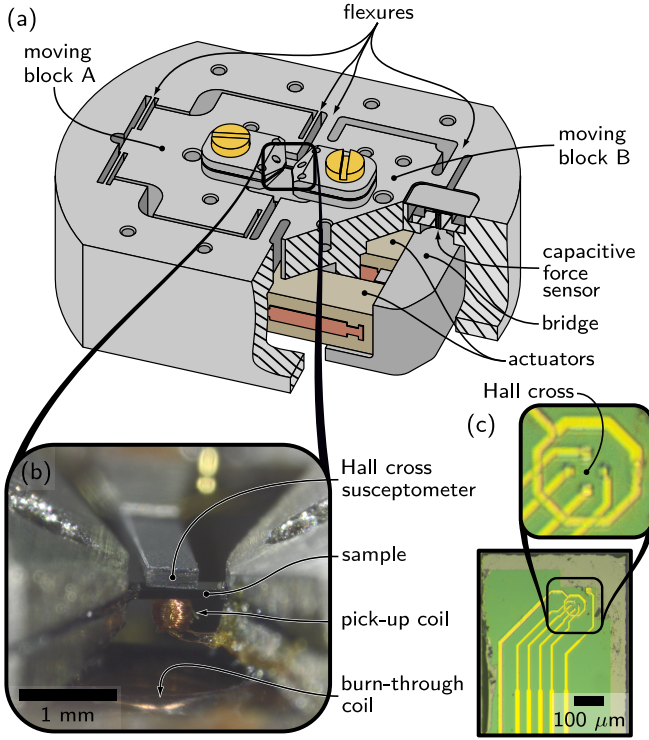 (a)
flexures
moving
block A
moving
block B
capacitive
force
sensor
bridge
actuators
Hall cross
(c)
(b)
Hall cross
susceptometer
sample
pick-up coil
burn-through
coil
1 mm
100 μm